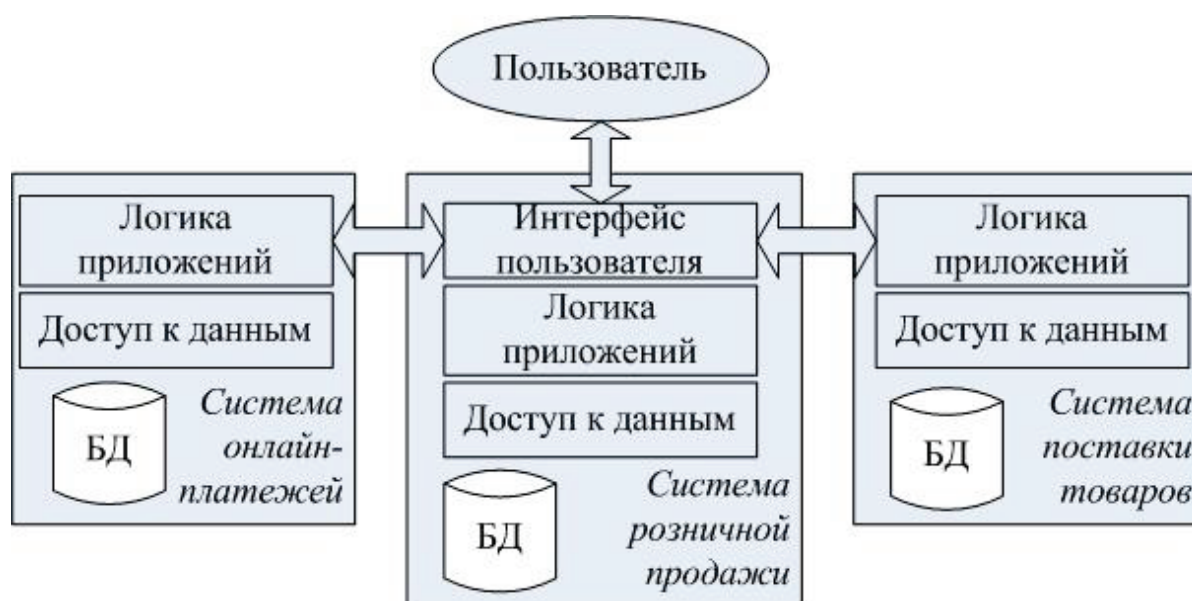 Пользователь
Логика
приложений
Доступ к данным
БД
Система
онлайн-
платежей
Интерфейс
пользователя
Логика
приложений
Доступ к данным
БД
Система
розничной
продажи
Логика
приложений
Доступ к данным
БД
Система
поставки
товаров